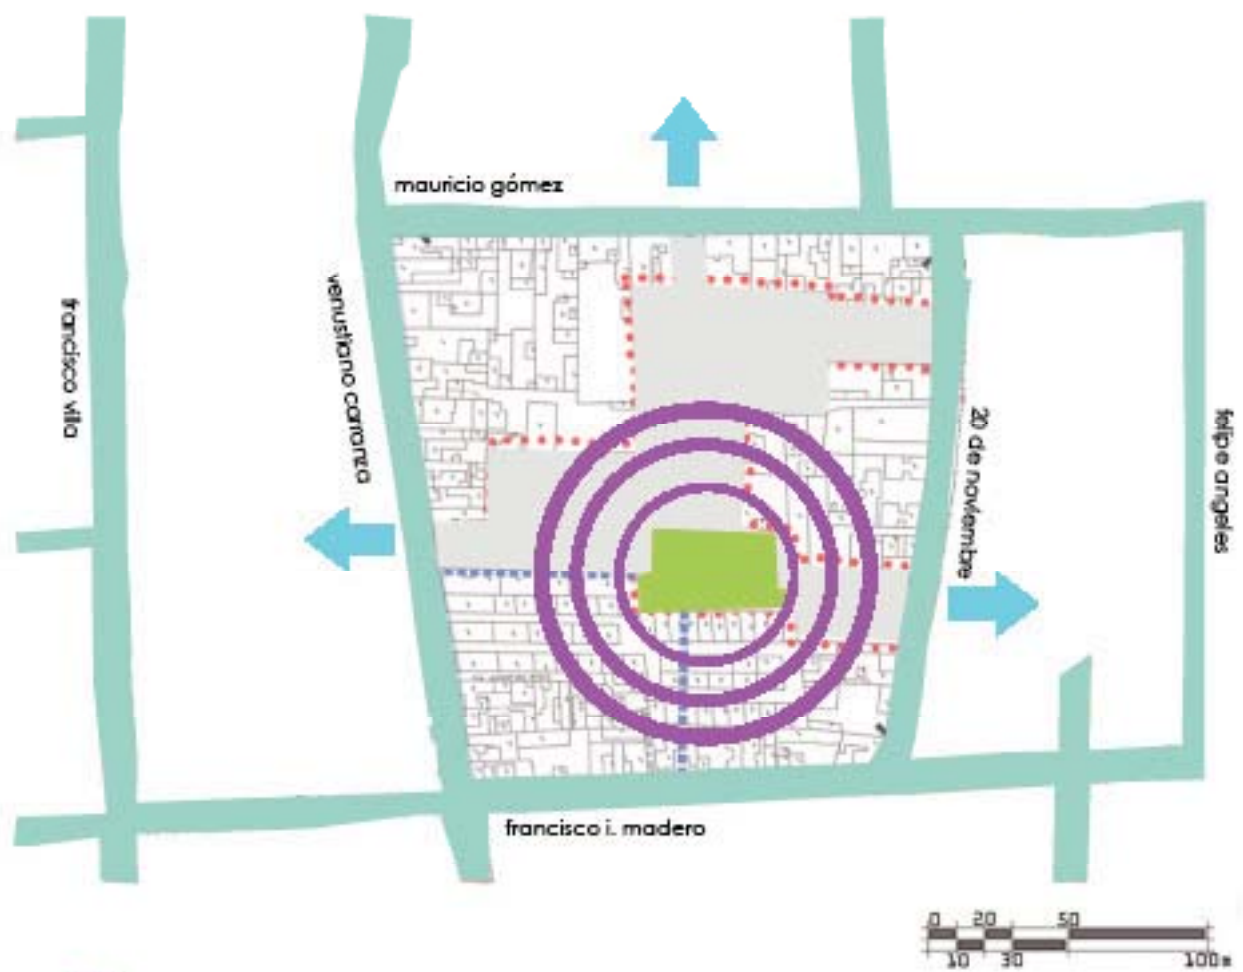 mauricio gómez
francisco villa
venustiano carranza
20 de noviembre
felipe angeles
francisco i. madero
0 20 50
10 30 100m